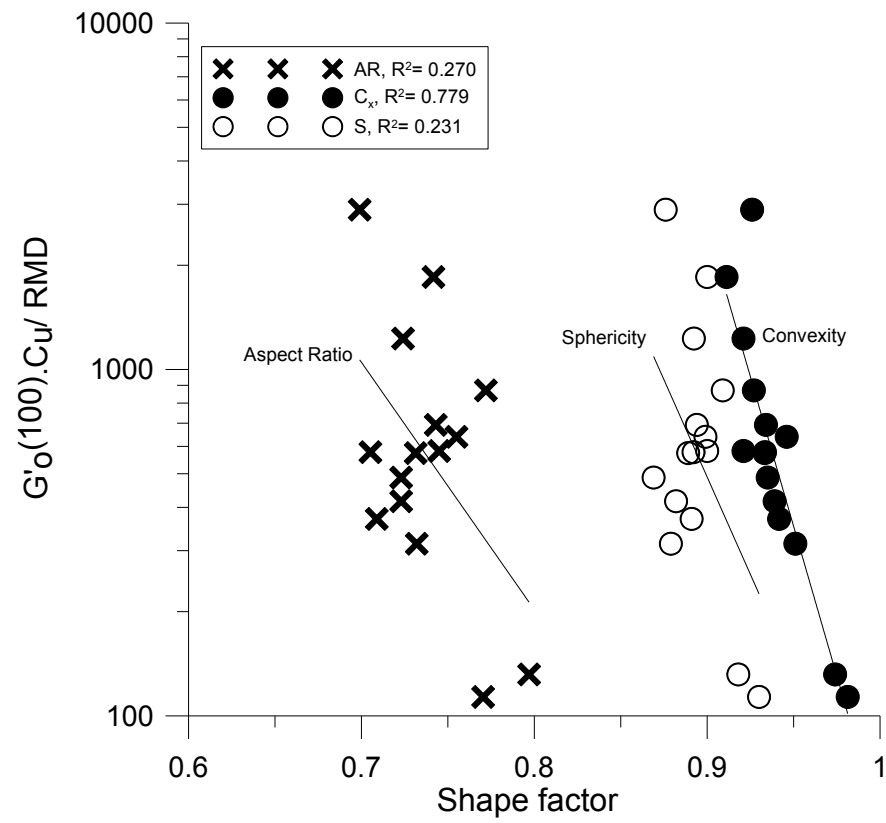 10000
AR, R²= 0.270
Cₓ, R²= 0.779
S, R²= 0.231
G'o(100).Cu/ RMD
1000
Aspect Ratio
Sphericity
Convexity
100
0.6
0.7
0.8
0.9
1
Shape factor